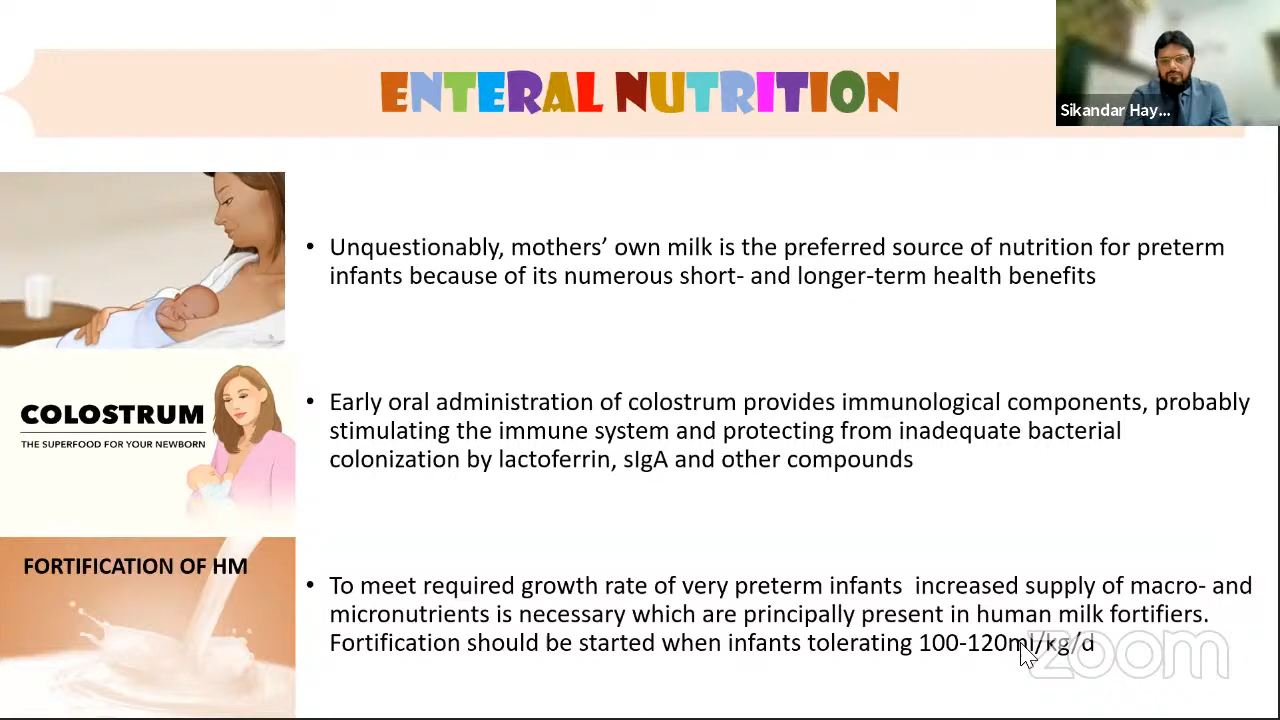 ENTERAL NUTRITION
Sikandar Hay...
• Unquestionably, mothers’ own milk is the preferred source of nutrition for preterm
infants because of its numerous short- and longer-term health benefits
COLOSTRUM
THE SUPERFOOD FOR YOUR NEWBORN
• Early oral administration of colostrum provides immunological components, probably
stimulating the immune system and protecting from inadequate bacterial
colonization by lactoferrin, sIgA and other compounds
FORTIFICATION OF HM
• To meet required growth rate of very preterm infants  increased supply of macro- and
micronutrients is necessary which are principally present in human milk fortifiers.
Fortification should be started when infants tolerating 100-120ml/kg/d
zoom